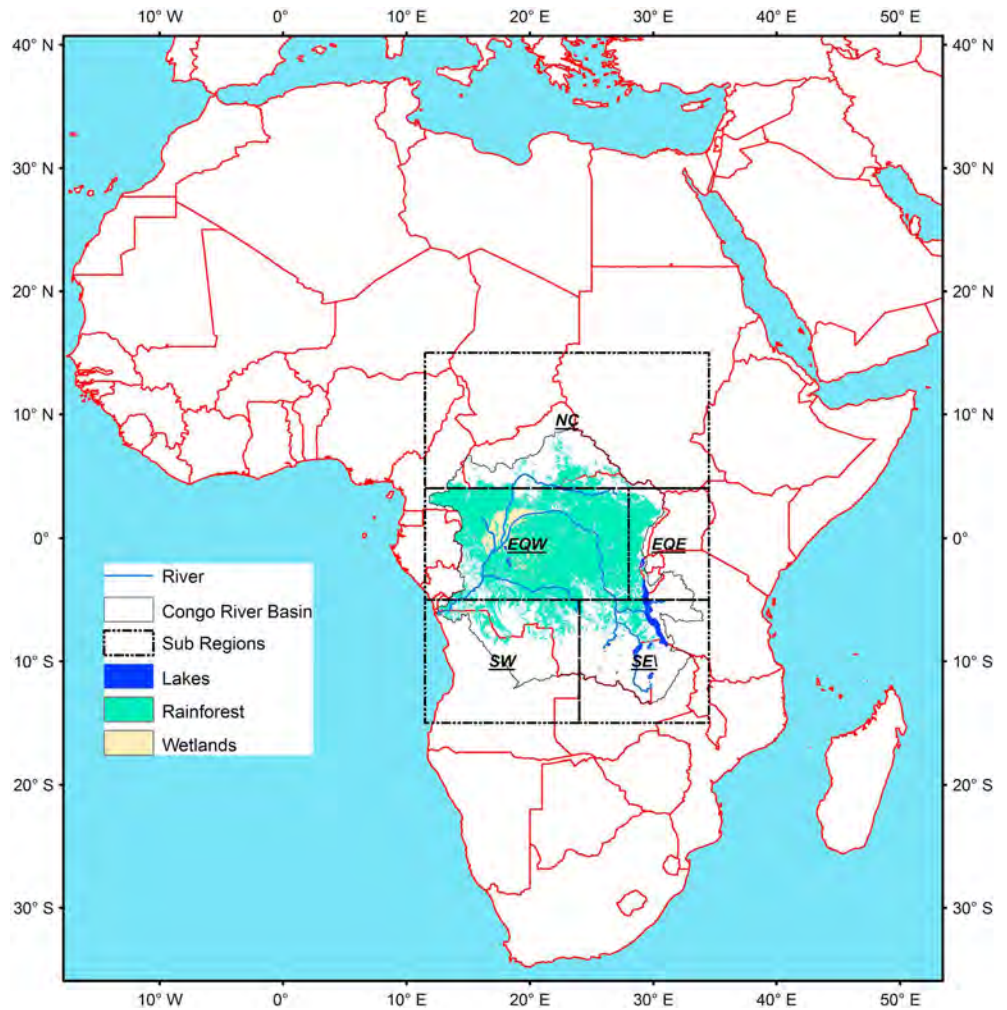 10° W 0° 10° E 20° E 30° E 40° E 50° E
40° N 40° N
30° N 30° N
20° N 20° N
10° N 10° N
NC
0° EQW EQE 0°
River
Congo River Basin
Sub Regions
10° S SW SE 10° S
Lakes
Rainforest
Wetlands
20° S 20° S
30° S 30° S
10° W 0° 10° E 20° E 30° E 40° E 50° E